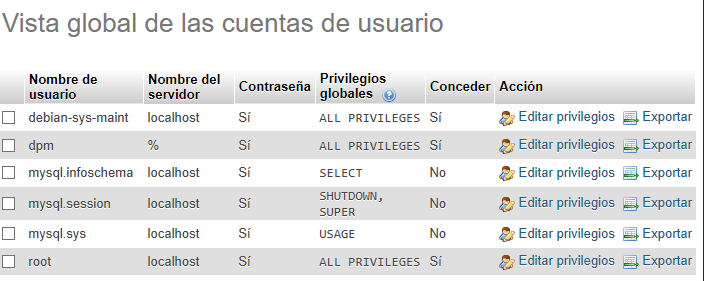 Vista global de las cuentas de usuario
Nombre de usuario Nombre del servidor Contraseña Privilegios globales Conceder Acción
debian-sys-maint localhost Sí ALL PRIVILEGES Sí Editar privilegios Exportar
dpm % Sí ALL PRIVILEGES Sí Editar privilegios Exportar
mysql.infoschema localhost Sí SELECT No Editar privilegios Exportar
mysql.session localhost Sí SHUTDOWN, SUPER No Editar privilegios Exportar
mysql.sys localhost Sí USAGE No Editar privilegios Exportar
root localhost Sí ALL PRIVILEGES Sí Editar privilegios Exportar